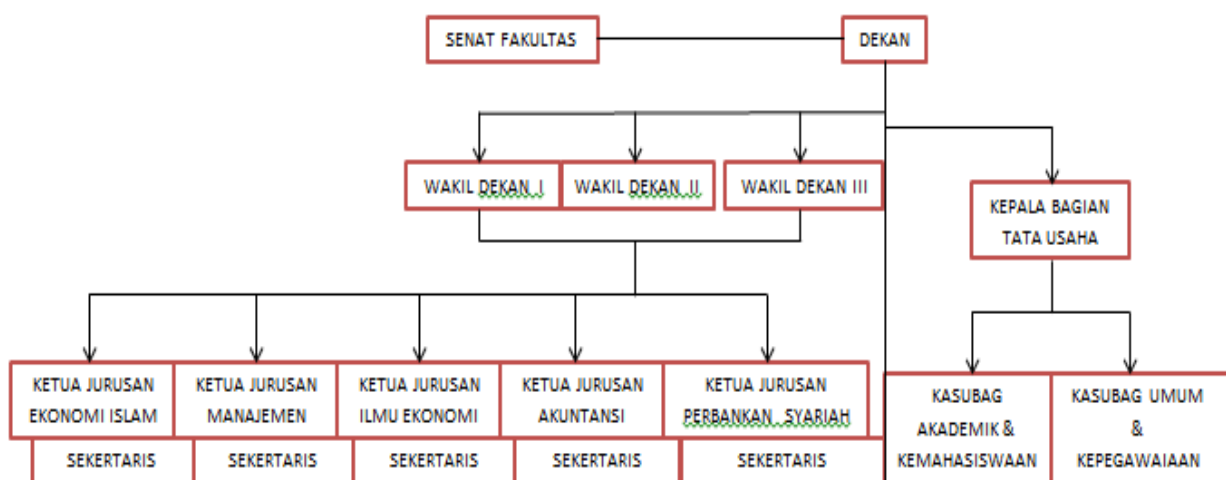 SENAT FAKULTAS
DEKAN
WAKIL DEKAN I
WAKIL DEKAN II
WAKIL DEKAN III
KEPALA BAGIAN
TATA USAHA
KETUA JURUSAN
EKONOMI ISLAM
KETUA JURUSAN
MANAJEMEN
KETUA JURUSAN
ILMU EKONOMI
KETUA JURUSAN
AKUNTANSI
KETUA JURUSAN
PERBANKAN SYARIAH
SEKERTARIS
SEKERTARIS
SEKERTARIS
SEKERTARIS
SEKERTARIS
KASUBAG
AKADEMIK &
KEMAHASISWAAN
KASUBAG UMUM
&
KEPEGAWAIAAN